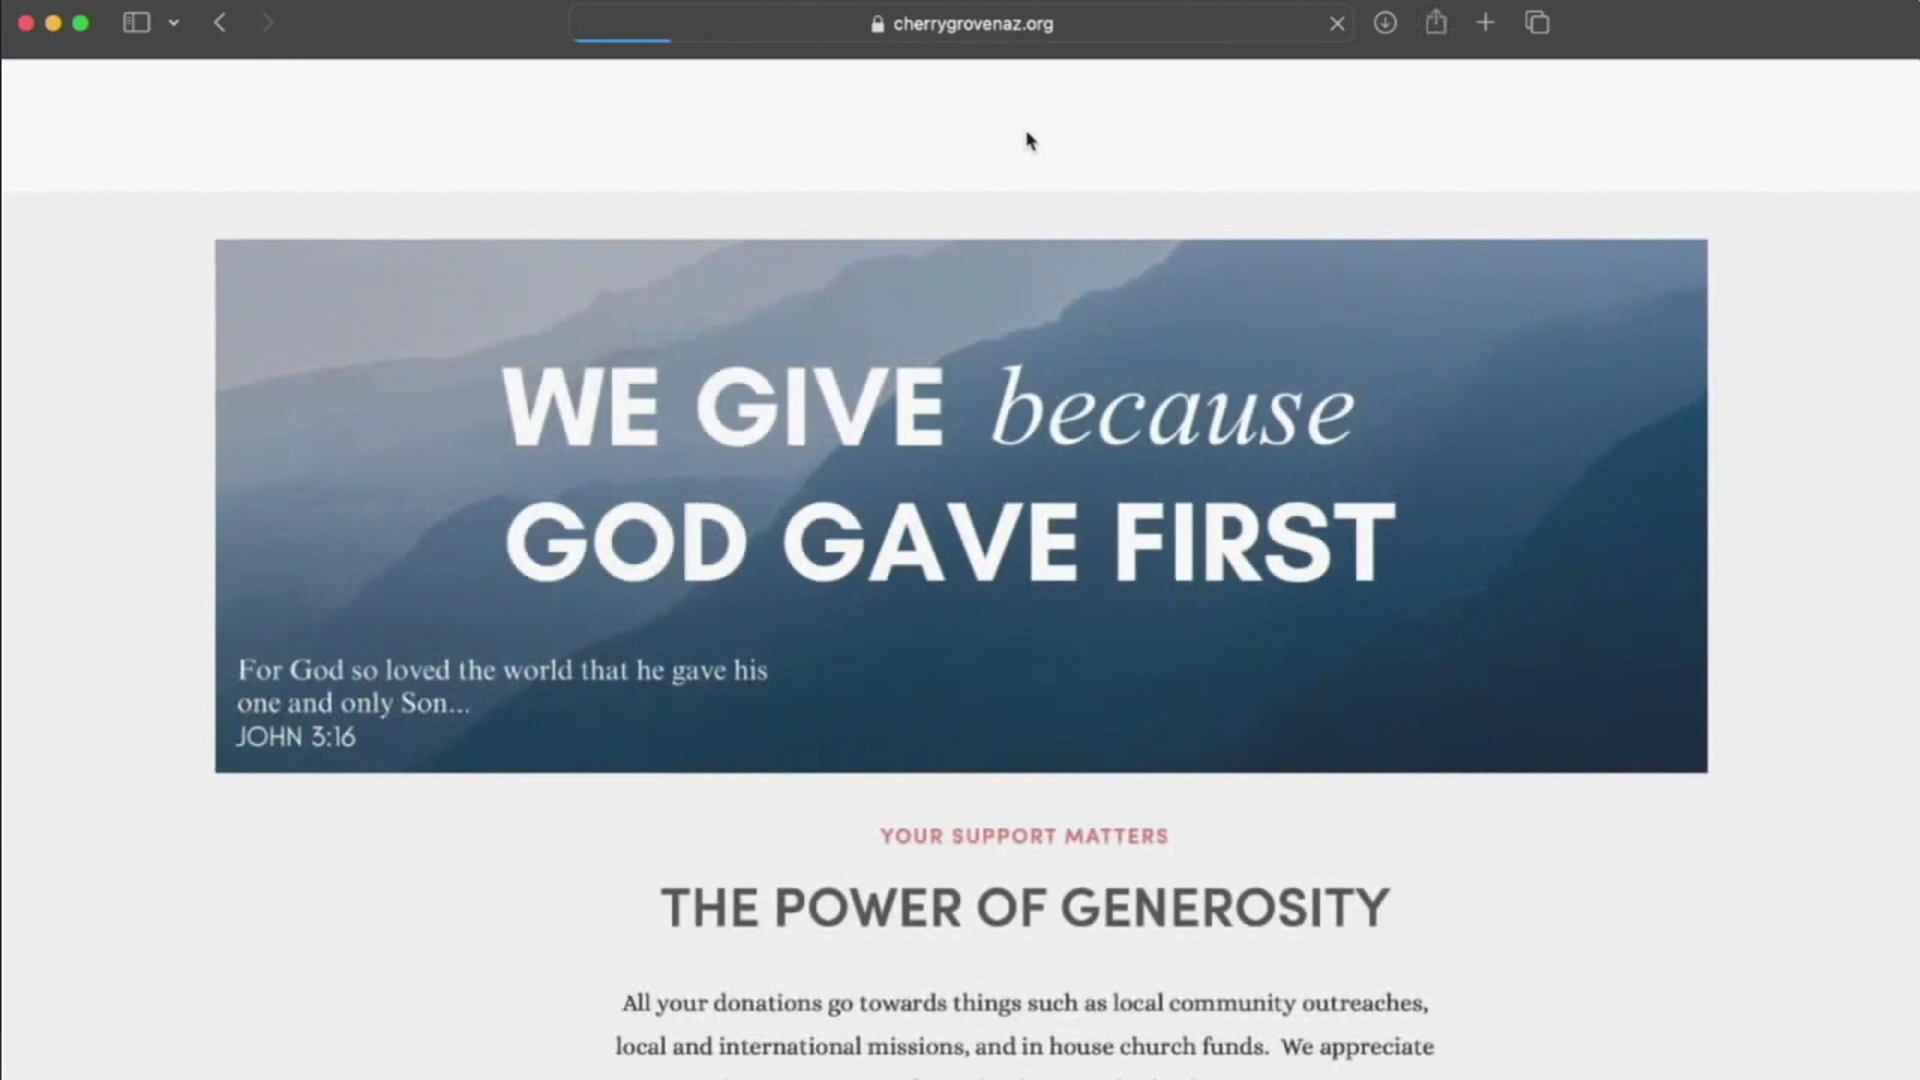 cherrygrovenaz.org
WE GIVE because
GOD GAVE FIRST
For God so loved the world that he gave his
one and only Son...
JOHN 3:16
YOUR SUPPORT MATTERS
THE POWER OF GENEROSITY
All your donations go towards things such as local community outreaches,
local and international missions, and in house church funds. We appreciate